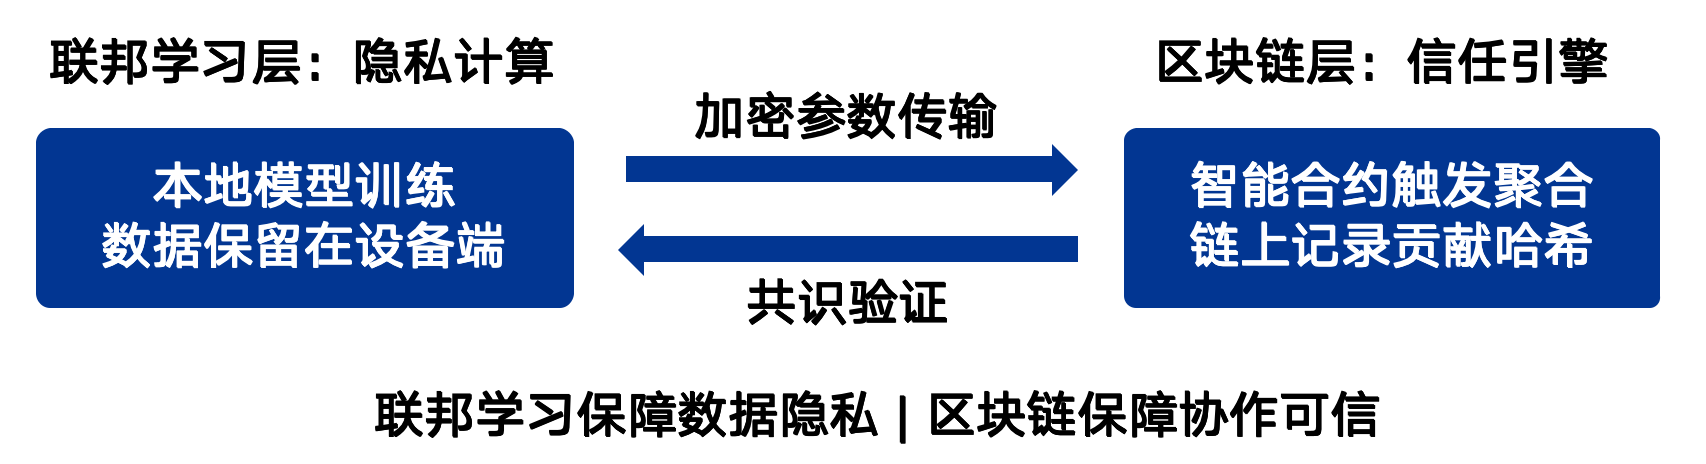 联邦学习层：隐私计算
区块链层：信任引擎
加密参数传输
本地模型训练
数据保留在设备端
智能合约触发聚合
链上记录贡献哈希
共识验证
联邦学习保障数据隐私 | 区块链保障协作可信